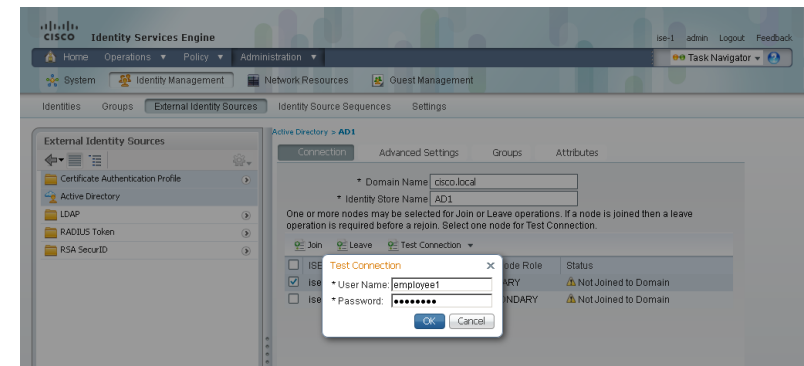 cisco Identity Services Engine
ise-1 admin Logout Feedback
Home Operations Policy Administration
Task Navigator
System Identity Management Network Resources Guest Management
Identities Groups External Identity Sources Identity Source Sequences Settings
External Identity Sources
Certificate Authentication Profile
Active Directory
LDAP
RADIUS Token
RSA SecurID
Active Directory > AD1
Connection Advanced Settings Groups Attributes
* Domain Name cisco.local
* Identity Store Name AD1
One or more nodes may be selected for Join or Leave operations. If a node is joined then a leave
operation is required before a rejoin. Select one node for Test Connection.
Join Leave Test Connection
ISE ode Role Status
ise ARY Not Joined to Domain
ise NDARY Not Joined to Domain
Test Connection
* User Name: employee1
* Password: ••••••••
OK Cancel